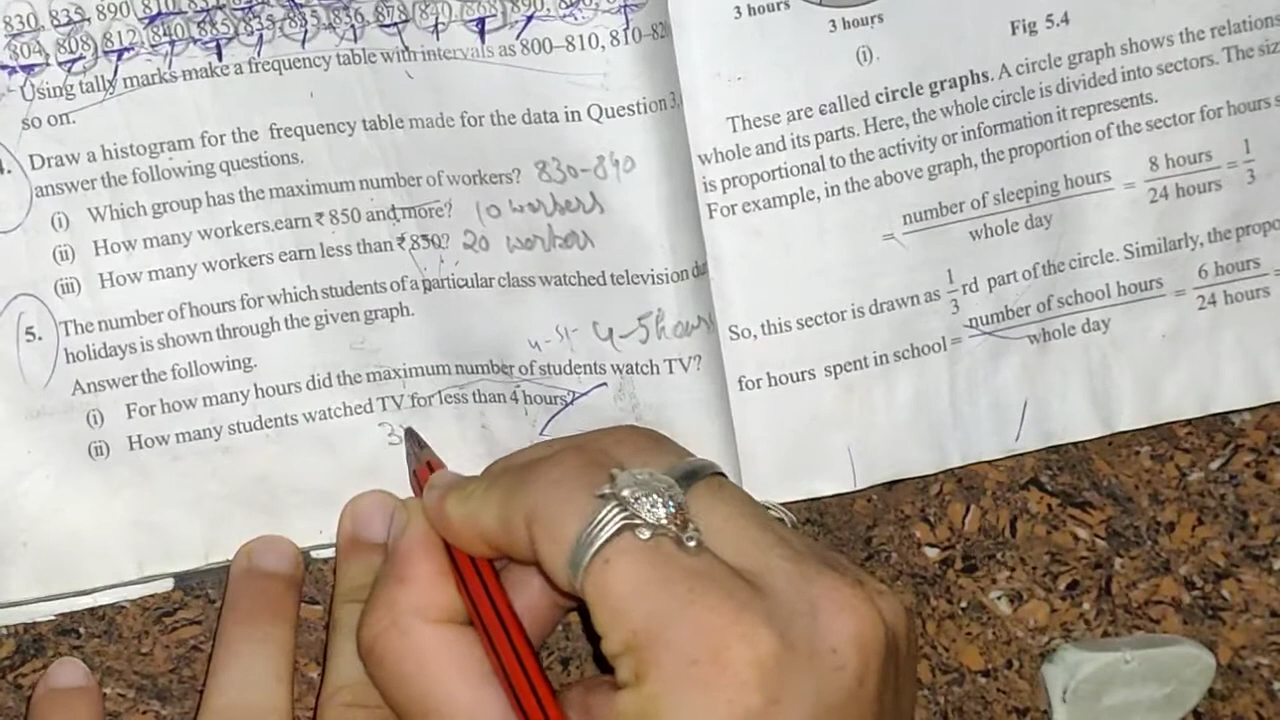 830, 835, 890, 810, 835,
804, 808, 812, 840, 885, 835, 835, 836, 878, 840, 868, 890,
Using tally marks make a frequency table with intervals as 800–810, 810–82
so on.
Draw a histogram for the frequency table made for the data in Question 3,
answer the following questions.
(i) Which group has the maximum number of workers? 830-840
(ii) How many workers earn ₹ 850 and more? 10 workers
(iii) How many workers earn less than ₹ 850? 20 workers
5. The number of hours for which students of a particular class watched television du
holidays is shown through the given graph.
Answer the following. 4-5 hours
(i) For how many hours did the maximum number of students watch TV?
(ii) How many students watched TV for less than 4 hours?
3
3 hours
3 hours
(i)
Fig 5.4
These are called circle graphs. A circle graph shows the relations
whole and its parts. Here, the whole circle is divided into sectors. The siz
is proportional to the activity or information it represents.
For example, in the above graph, the proportion of the sector for hours s
= number of sleeping hours / whole day = 8 hours / 24 hours = 1/3
So, this sector is drawn as 1/3 rd part of the circle. Similarly, the propo
for hours spent in school = number of school hours / whole day = 6 hours / 24 hours =